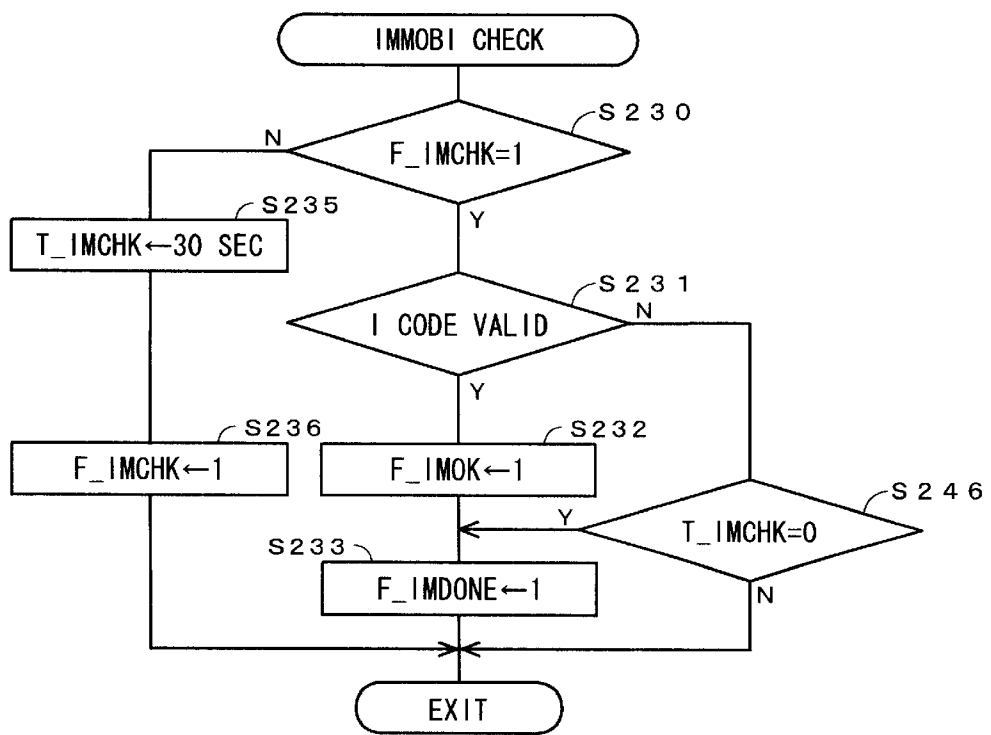 IMMOBI CHECK
S230
N
F_IMCHK=1
S235
Y
T_IMCHK←30 SEC
S231
N
I CODE VALID
Y
S236
S232
F_IMCHK←1
F_IMOK←1
S246
Y
T_IMCHK=0
S233
F_IMDONE←1
N
EXIT